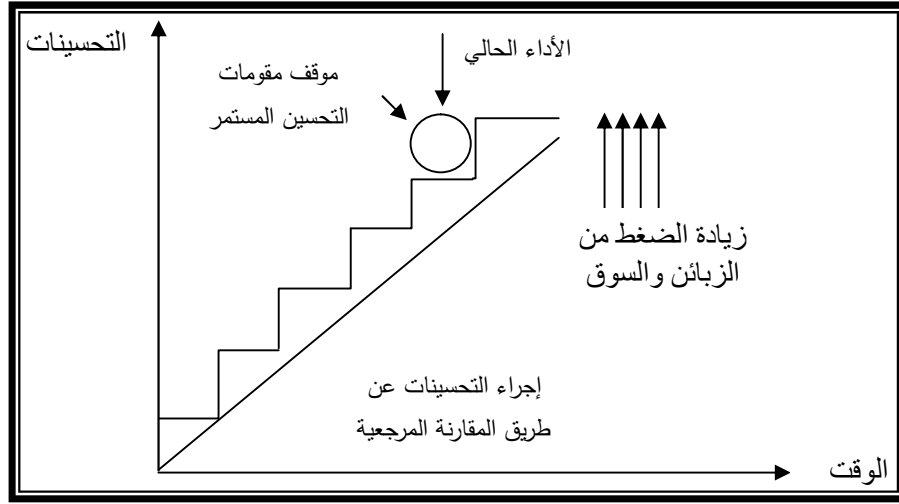 التحسينات
الأداء الحالي
موقف مقومات
التحسين المستمر
زيادة الضغط من
الزبائن والسوق
إجراء التحسينات عن
طريق المقارنة المرجعية
الوقت